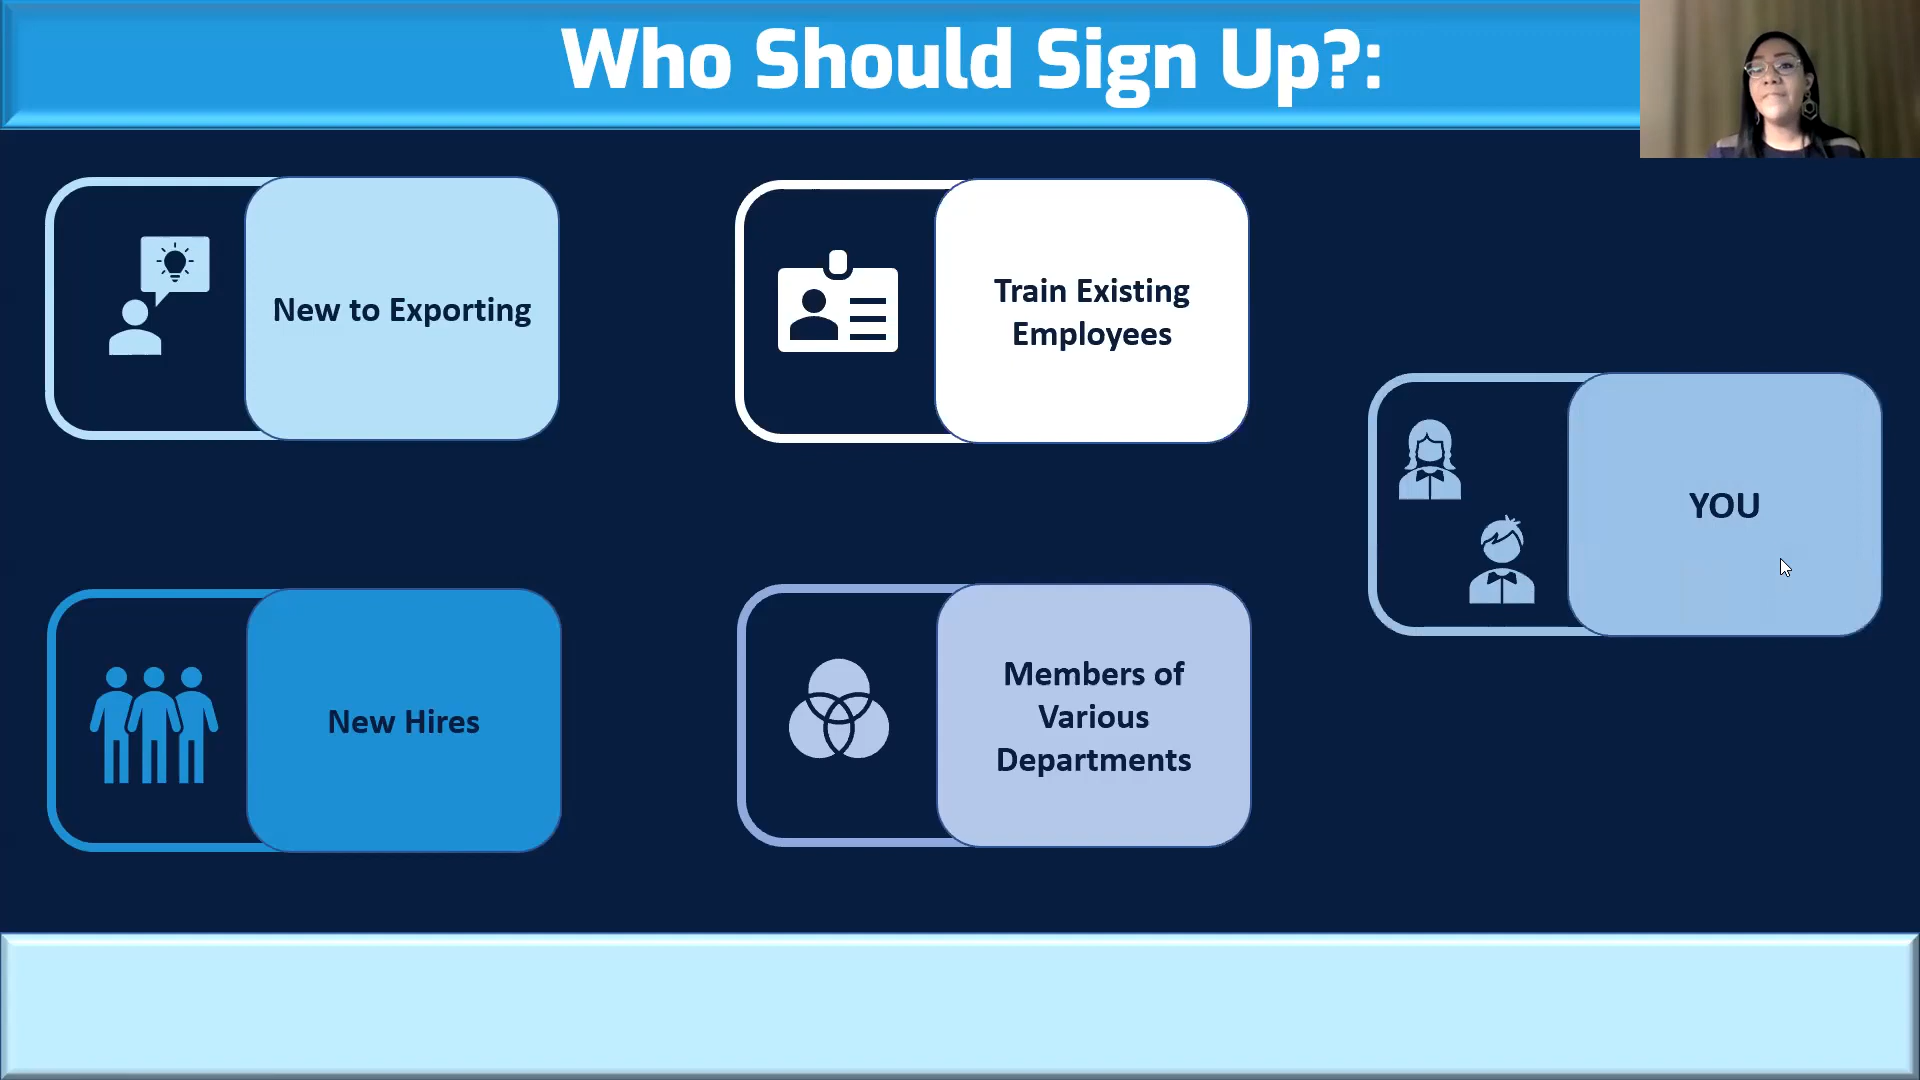 Who Should Sign Up?:
New to Exporting
Train Existing
Employees
YOU
New Hires
Members of
Various
Departments